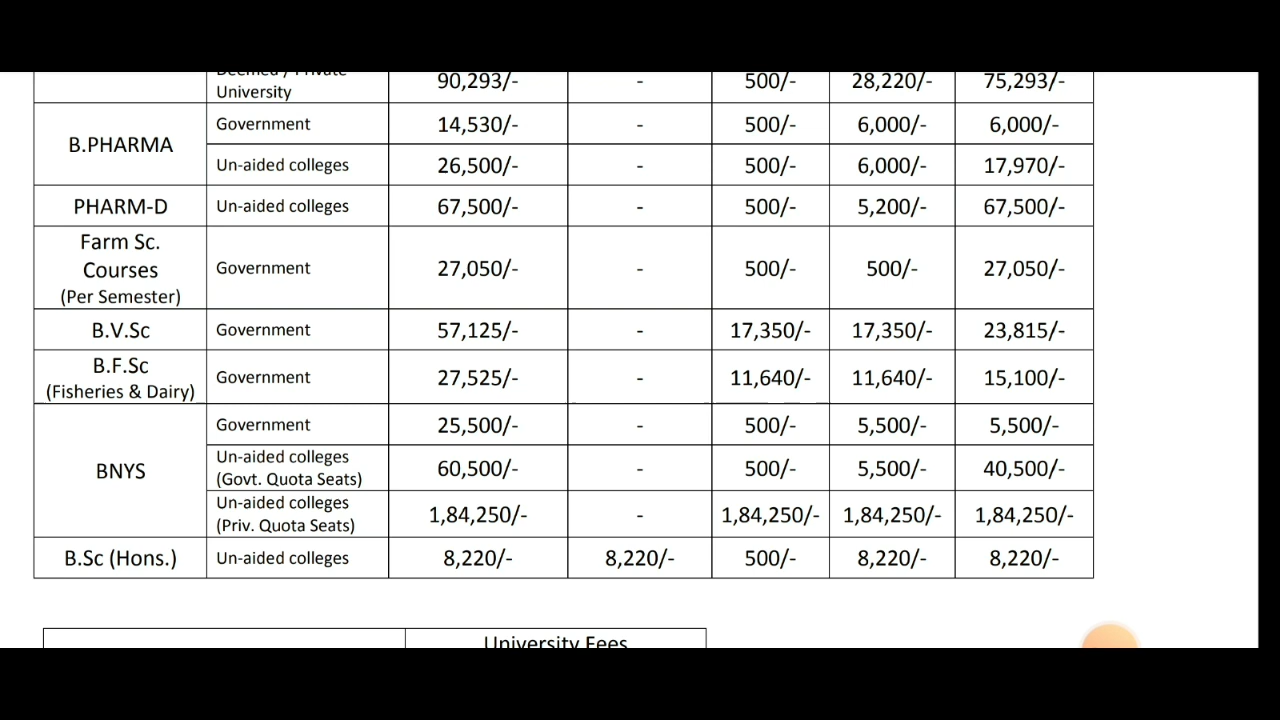 Deemed / Private
University 90,293/- - 500/- 28,220/- 75,293/-
B.PHARMA
Government 14,530/- - 500/- 6,000/- 6,000/-
Un-aided colleges 26,500/- - 500/- 6,000/- 17,970/-
PHARM-D Un-aided colleges 67,500/- - 500/- 5,200/- 67,500/-
Farm Sc.
Courses
(Per Semester)
Government 27,050/- - 500/- 500/- 27,050/-
B.V.Sc Government 57,125/- - 17,350/- 17,350/- 23,815/-
B.F.Sc
(Fisheries & Dairy)
Government 27,525/- - 11,640/- 11,640/- 15,100/-
BNYS
Government 25,500/- - 500/- 5,500/- 5,500/-
Un-aided colleges
(Govt. Quota Seats)
60,500/- - 500/- 5,500/- 40,500/-
Un-aided colleges
(Priv. Quota Seats)
1,84,250/- - 1,84,250/- 1,84,250/- 1,84,250/-
B.Sc (Hons.) Un-aided colleges 8,220/- 8,220/- 500/- 8,220/- 8,220/-
University Fees